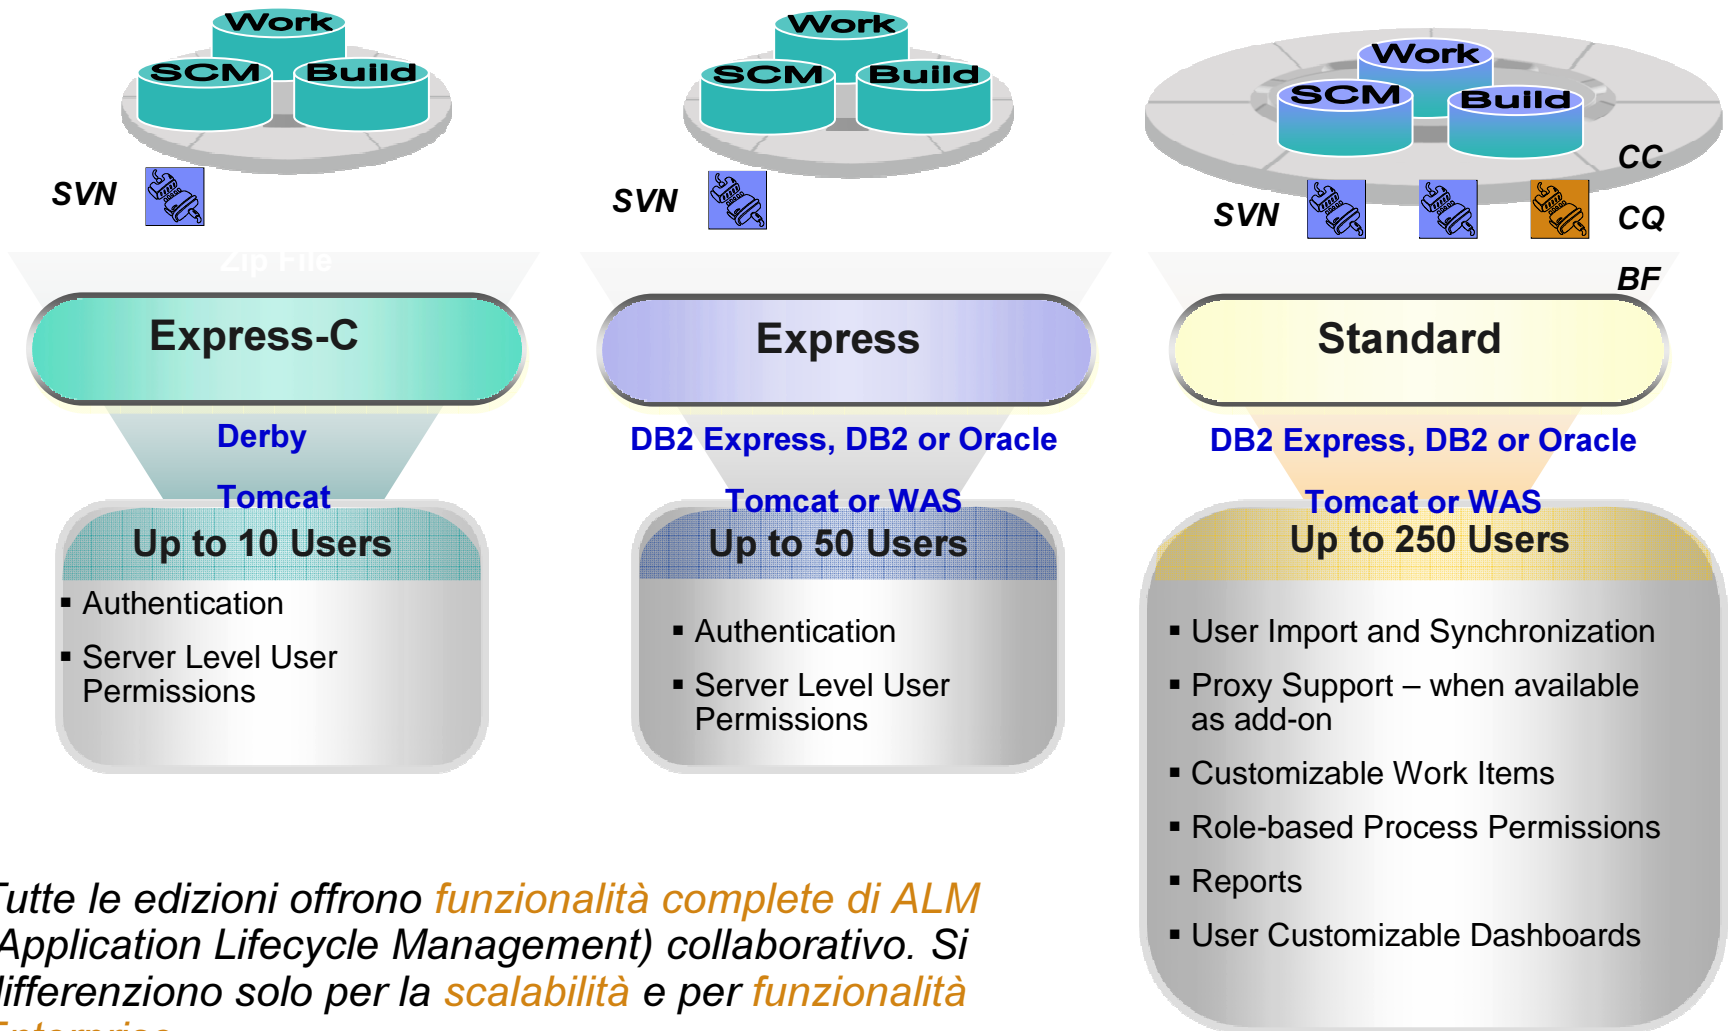 Work
SCM
Build
SVN
Zip File
Express-C
Derby
Tomcat
Up to 10 Users
▪ Authentication
▪ Server Level User
Permissions
Work
SCM
Build
SVN
Express
DB2 Express, DB2 or Oracle
Tomcat or WAS
Up to 50 Users
▪ Authentication
▪ Server Level User
Permissions
Work
SCM
Build
SVN
CC
CQ
BF
Standard
DB2 Express, DB2 or Oracle
Tomcat or WAS
Up to 250 Users
▪ User Import and Synchronization
▪ Proxy Support – when available
as add-on
▪ Customizable Work Items
▪ Role-based Process Permissions
▪ Reports
▪ User Customizable Dashboards
Tutte le edizioni offrono funzionalità complete di ALM
Application Lifecycle Management) collaborativo. Si
differenziono solo per la scalabilità e per funzionalità